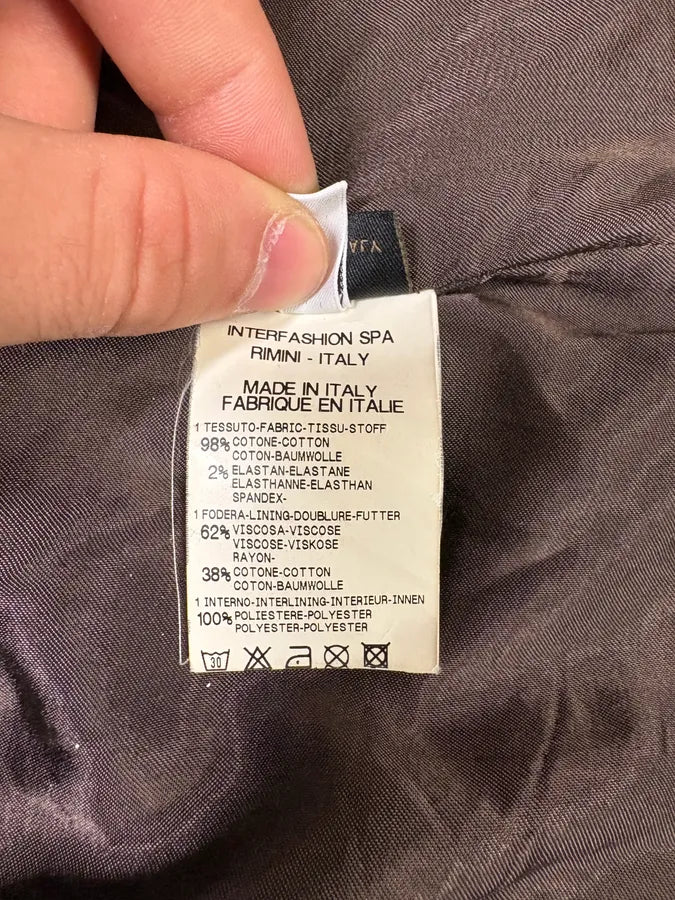 ALY
INTERFASHION SPA
RIMINI - ITALY
MADE IN ITALY
FABRIQUE EN ITALIE
1 TESSUTO-FABRIC-TISSU-STOFF
98% COTONE-COTTON
COTON-BAUMWOLLE
2% ELASTAN-ELASTANE
ELASTHANNE-ELASTHAN
SPANDEX-
1 FODERA-LINING-DOUBLURE-FUTTER
62% VISCOSA-VISCOSE
VISCOSE-VISKOSE
RAYON-
38% COTONE-COTTON
COTON-BAUMWOLLE
1 INTERNO-INTERLINING-INTERIEUR-INNEN
100% POLIESTERE-POLYESTER
POLYESTER-POLYESTER
30